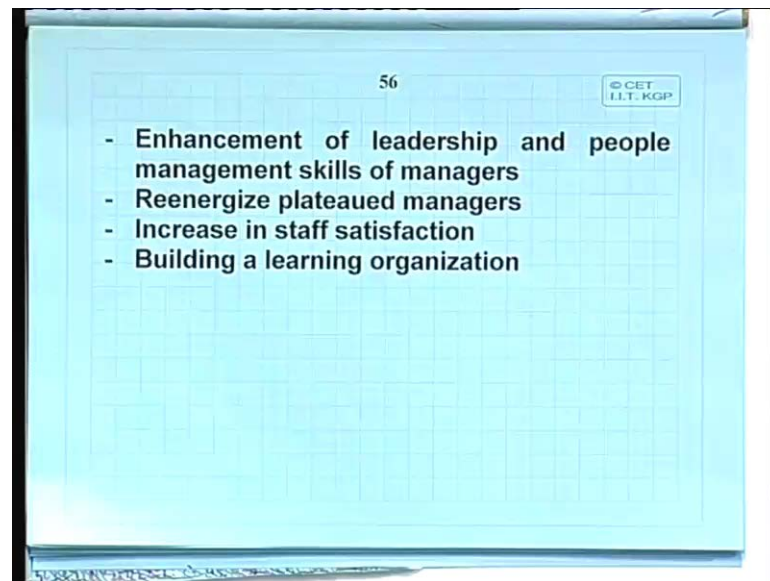 56
© CET
I.I.T. KGP
- Enhancement of leadership and people
management skills of managers
- Reenergize plateaued managers
- Increase in staff satisfaction
- Building a learning organization